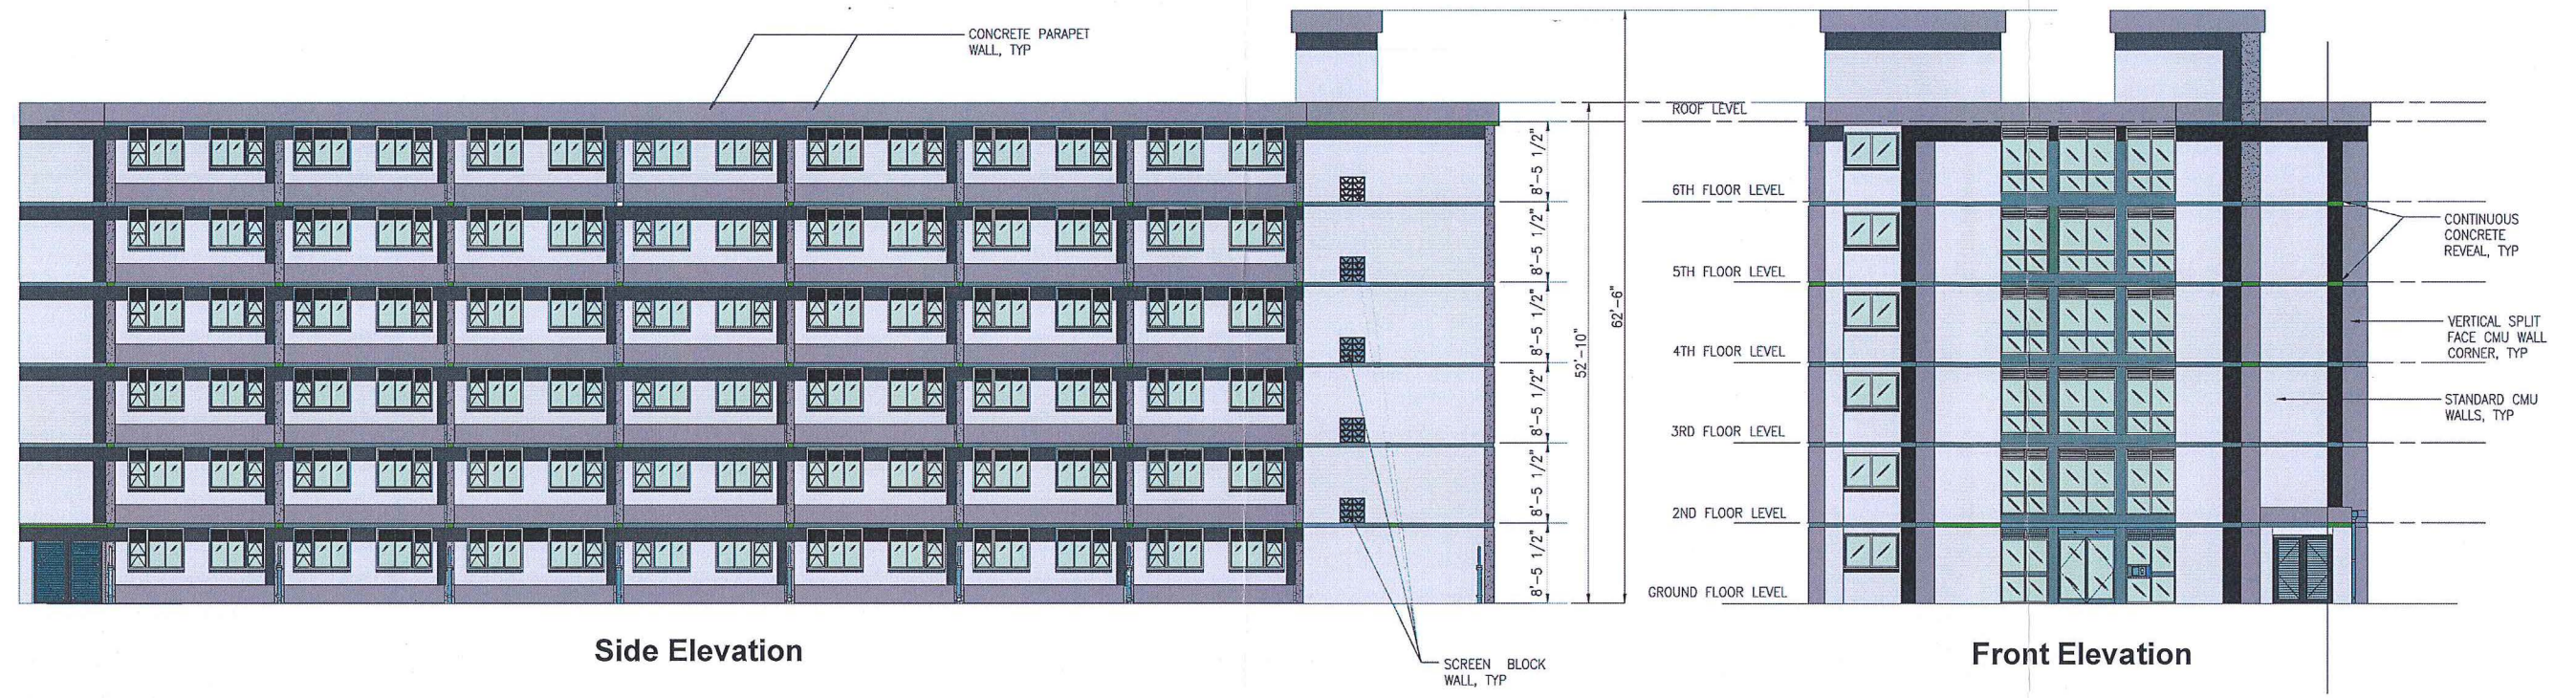 CONCRETE PARAPET
WALL, TYP
8'-5 1/2"
8'-5 1/2"
8'-5 1/2"
8'-5 1/2"
8'-5 1/2"
8'-5 1/2"
52'-10"
62'-6"
ROOF LEVEL
6TH FLOOR LEVEL
5TH FLOOR LEVEL
4TH FLOOR LEVEL
3RD FLOOR LEVEL
2ND FLOOR LEVEL
GROUND FLOOR LEVEL
CONTINUOUS
CONCRETE
REVEAL, TYP
VERTICAL SPLIT
FACE CMU WALL
CORNER, TYP
STANDARD CMU
WALLS, TYP
SCREEN BLOCK
WALL, TYP
Side Elevation
Front Elevation